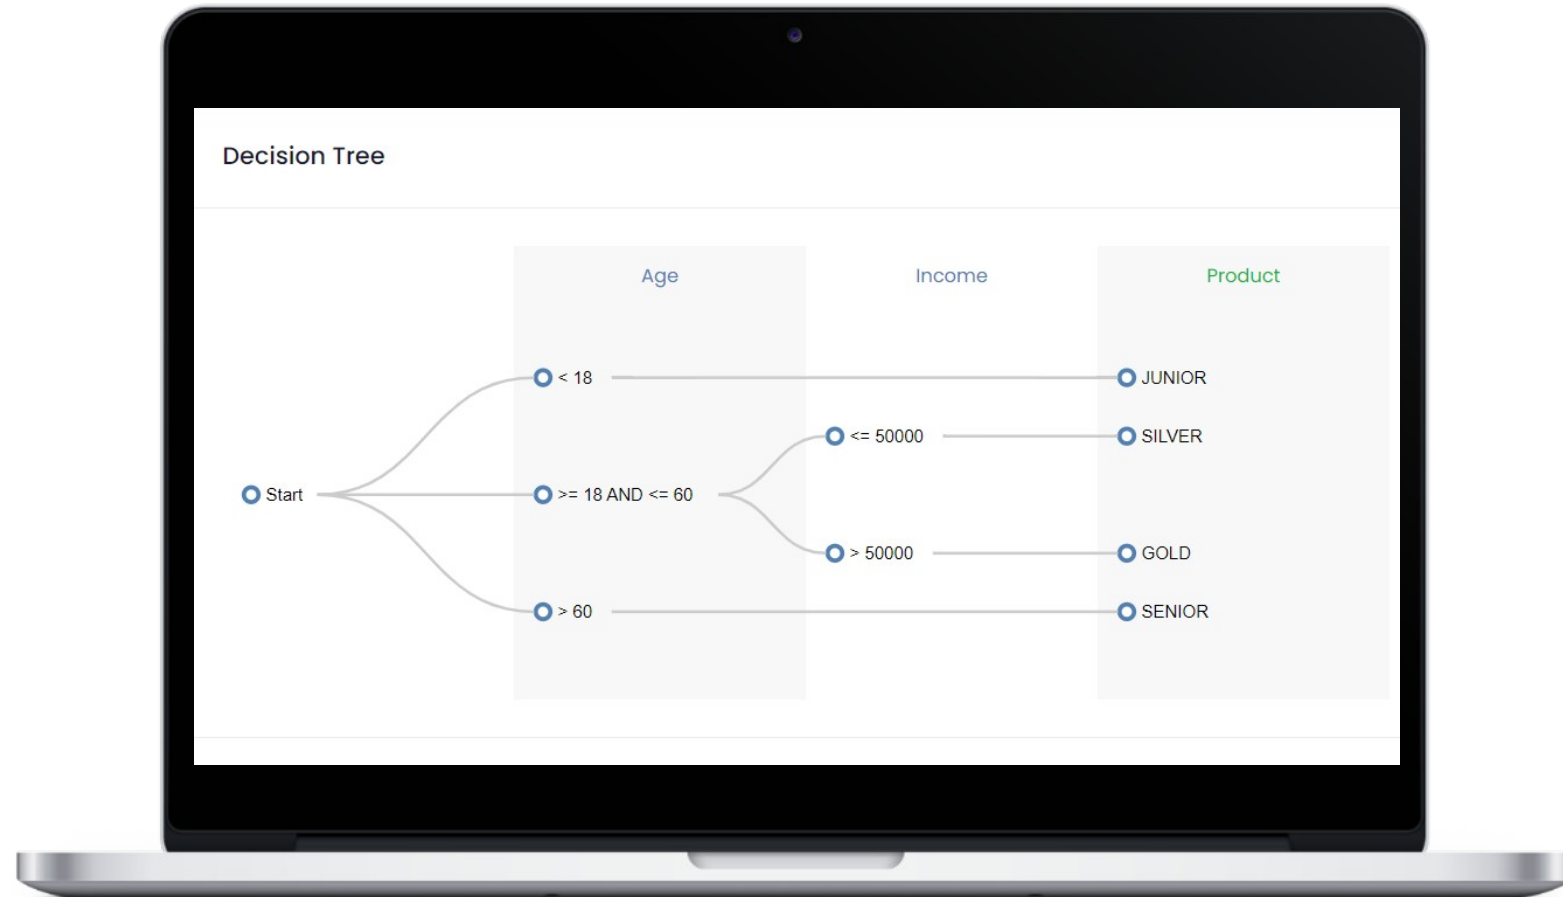 Decision Tree
Age Income Product
< 18 JUNIOR
<= 50000 SILVER
Start >= 18 AND <= 60
> 50000 GOLD
> 60 SENIOR